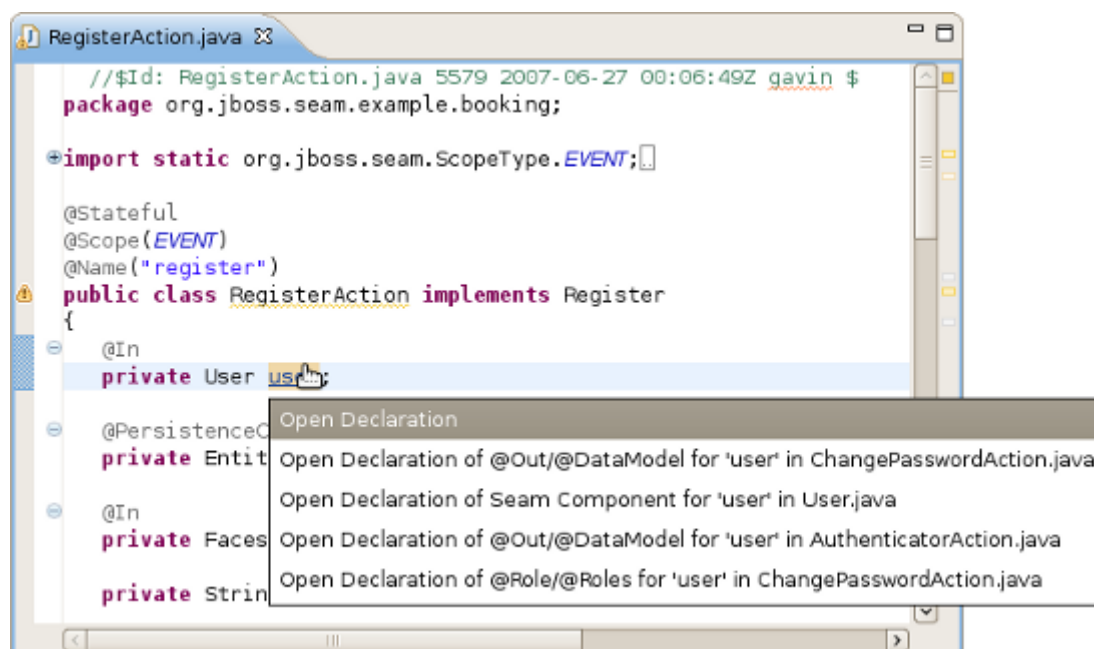 RegisterAction.java
//$Id: RegisterAction.java 5579 2007-06-27 00:06:49Z gavin $
package org.jboss.seam.example.booking;
import static org.jboss.seam.ScopeType.EVENT;
@Stateful
@Scope(EVENT)
@Name("register")
public class RegisterAction implements Register
{
@In
private User user;
Open Declaration
@PersistenceC
Open Declaration of @Out/@DataModel for 'user' in ChangePasswordAction.java
private Entit
Open Declaration of Seam Component for 'user' in User.java
@In
Open Declaration of @Out/@DataModel for 'user' in AuthenticatorAction.java
private Faces
Open Declaration of @Role/@Roles for 'user' in ChangePasswordAction.java
private Strin